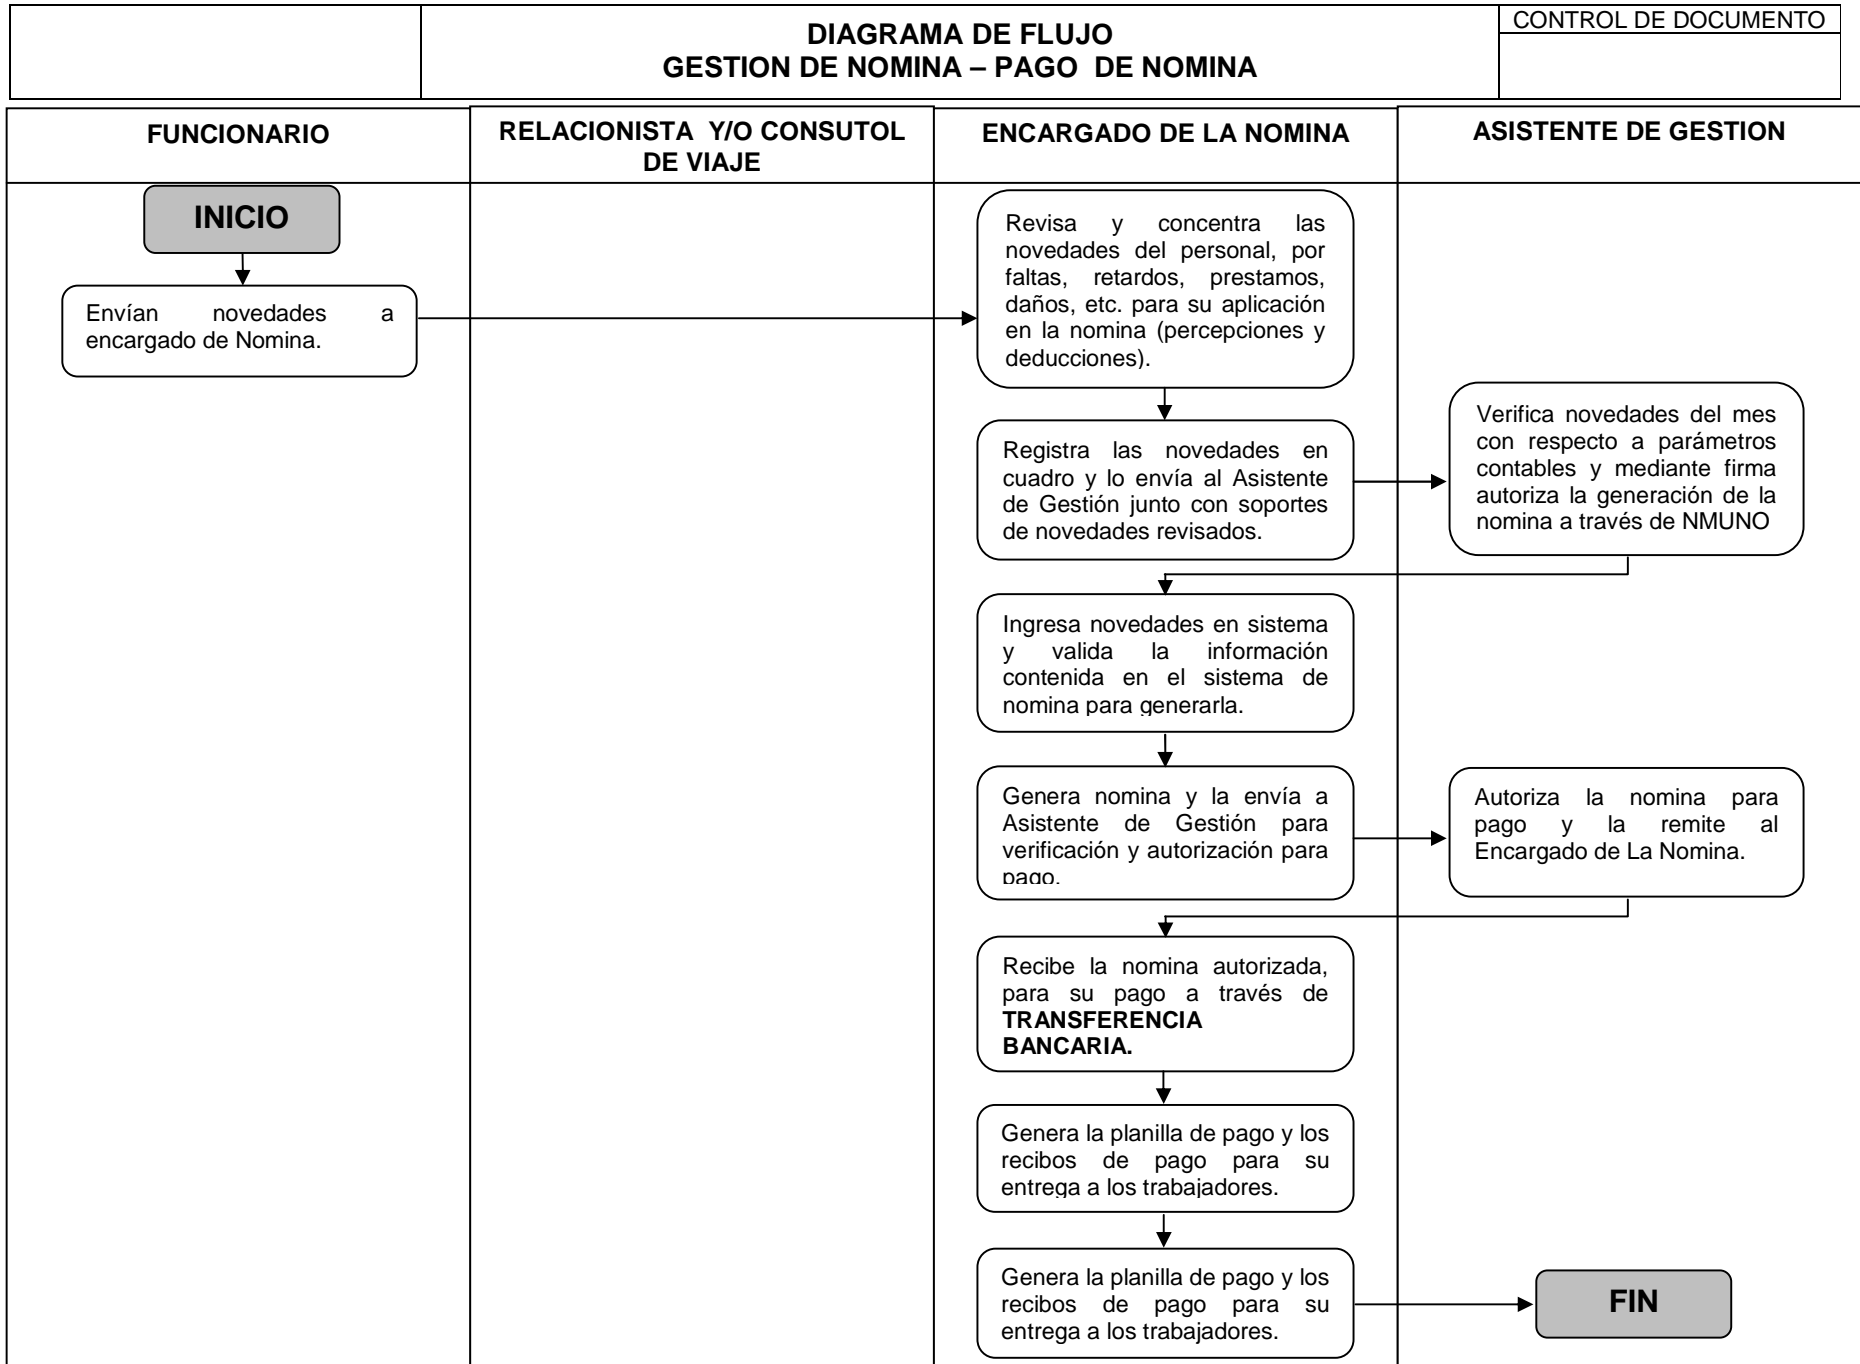 DIAGRAMA DE FLUJO
GESTION DE NOMINA – PAGO DE NOMINA
CONTROL DE DOCUMENTO
FUNCIONARIO
RELACIONISTA Y/O CONSUTOL
DE VIAJE
ENCARGADO DE LA NOMINA
ASISTENTE DE GESTION
INICIO
Envían novedades a
encargado de Nomina.
Revisa y concentra las
novedades del personal, por
faltas, retardos, prestamos,
daños, etc. para su aplicación
en la nomina (percepciones y
deducciones).
Registra las novedades en
cuadro y lo envía al Asistente
de Gestión junto con soportes
de novedades revisados.
Verifica novedades del mes
con respecto a parámetros
contables y mediante firma
autoriza la generación de la
nomina a través de NMUNO
Ingresa novedades en sistema
y valida la información
contenida en el sistema de
nomina para generarla.
Genera nomina y la envía a
Asistente de Gestión para
verificación y autorización para
pago.
Autoriza la nomina para
pago y la remite al
Encargado de La Nomina.
Recibe la nomina autorizada,
para su pago a través de
TRANSFERENCIA
BANCARIA.
Genera la planilla de pago y los
recibos de pago para su
entrega a los trabajadores.
Genera la planilla de pago y los
recibos de pago para su
entrega a los trabajadores.
FIN